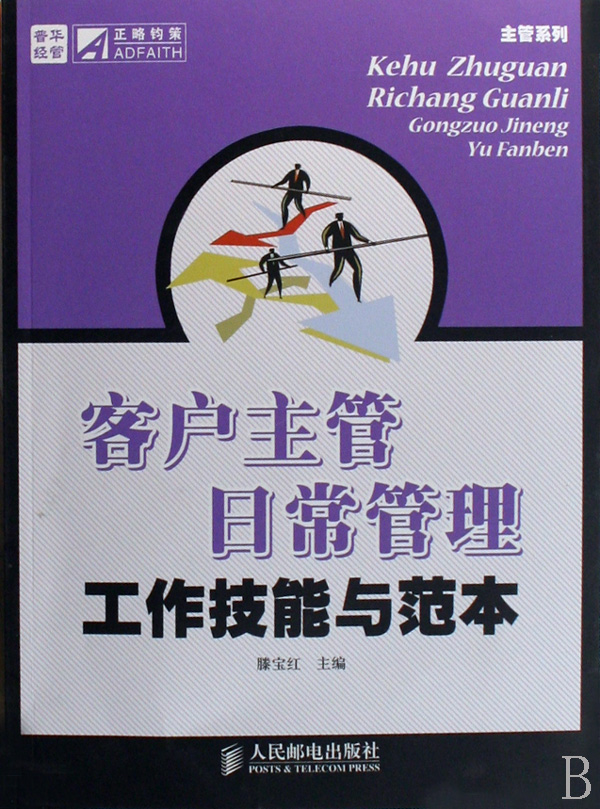 普华
经管
正略钧策
ADFAITH
主管系列
Kehu Zhuguan
Richang Guanli
Gongzuo Jineng
Yu Fanben
客户主管
日常管理
工作技能与范本
滕宝红 主编
人民邮电出版社
POSTS & TELECOM PRESS
B